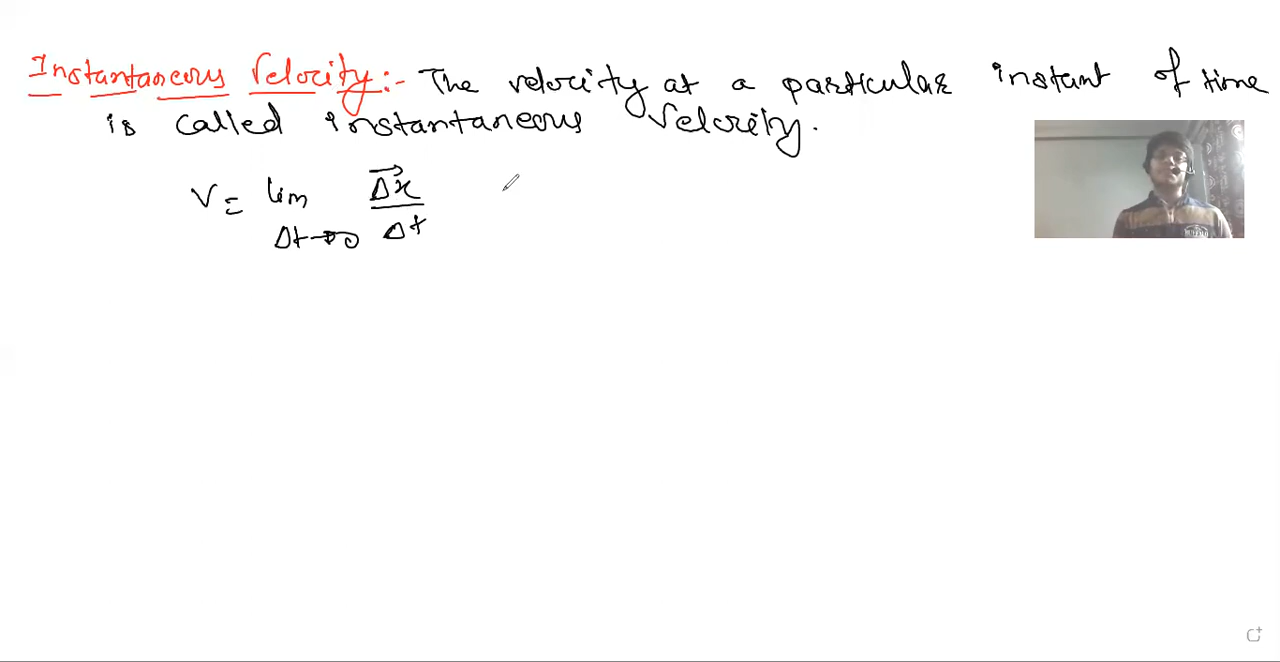 Instantaneous Velocity:- The velocity at a particular instant of time
is called instantaneous Velocity.
V = lim Δx⃗
Δt→0 Δt